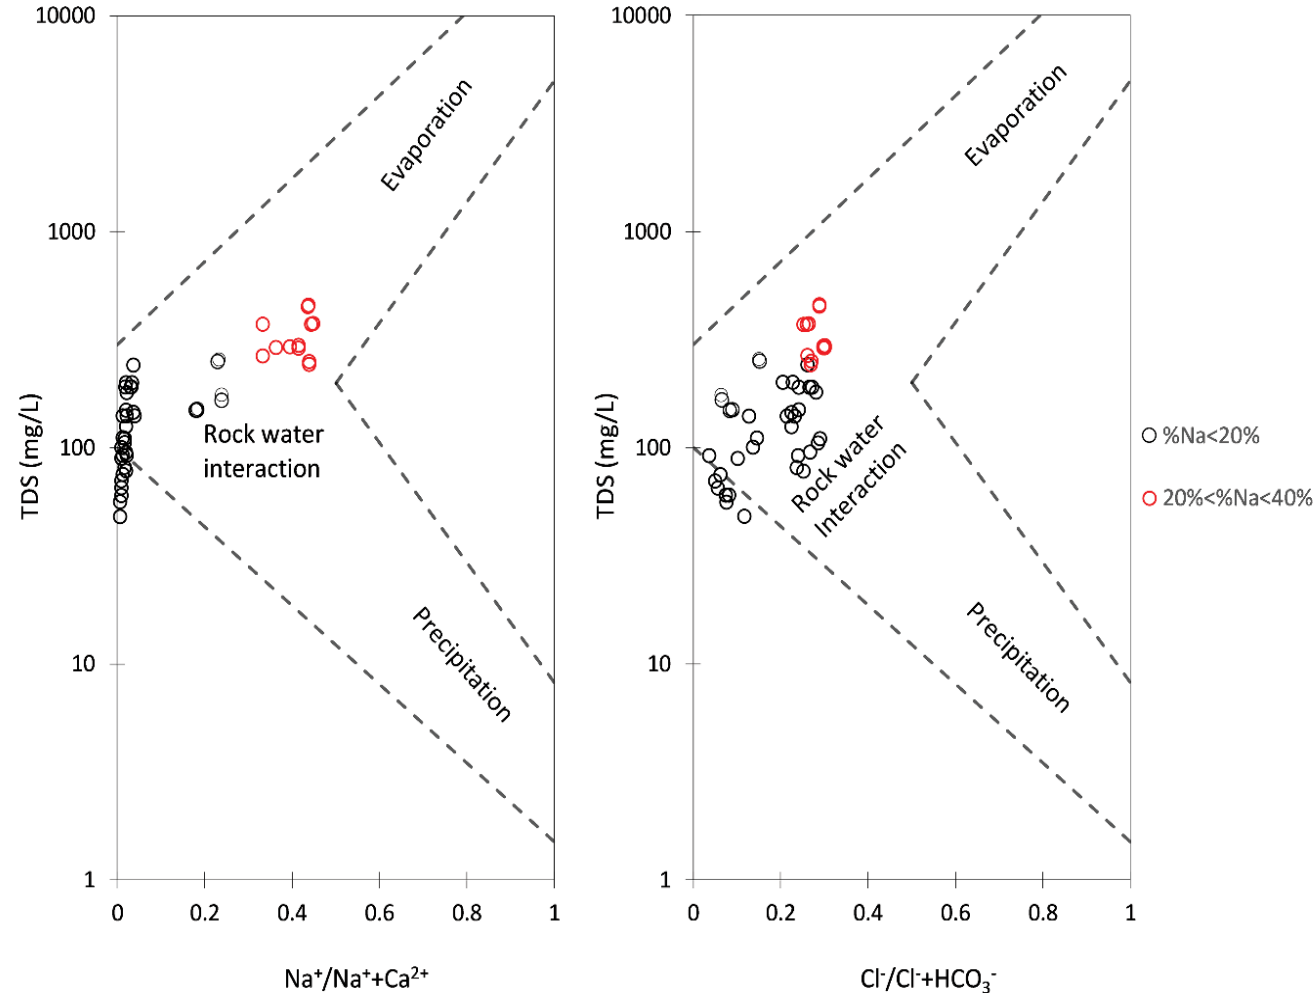 10000
1000
100
10
1
TDS (mg/L)
0
0.2
0.4
0.6
0.8
1
Na⁺/Na⁺+Ca²⁺
Evaporation
Rock water
interaction
Precipitation
10000
1000
100
10
1
TDS (mg/L)
0
0.2
0.4
0.6
0.8
1
Cl⁻/Cl⁻+HCO₃⁻
Evaporation
Rock water
Interaction
Precipitation
%Na<20%
20%<%Na<40%